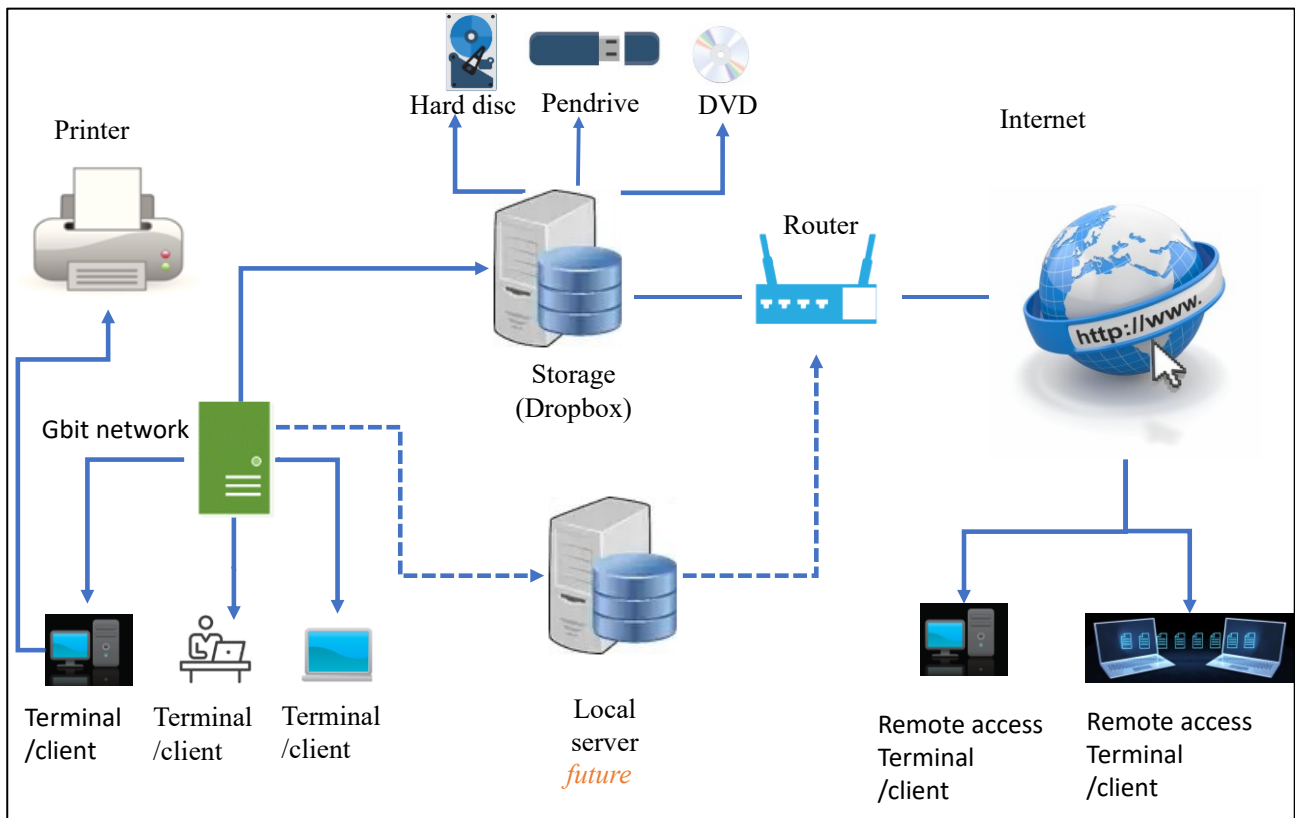 Hard disc
Pendrive
DVD
Printer
Internet
Router
http://www.
Storage
(Dropbox)
Gbit network
Terminal
/client
Terminal
/client
Terminal
/client
Local
server
future
Remote access
Terminal
/client
Remote access
Terminal
/client